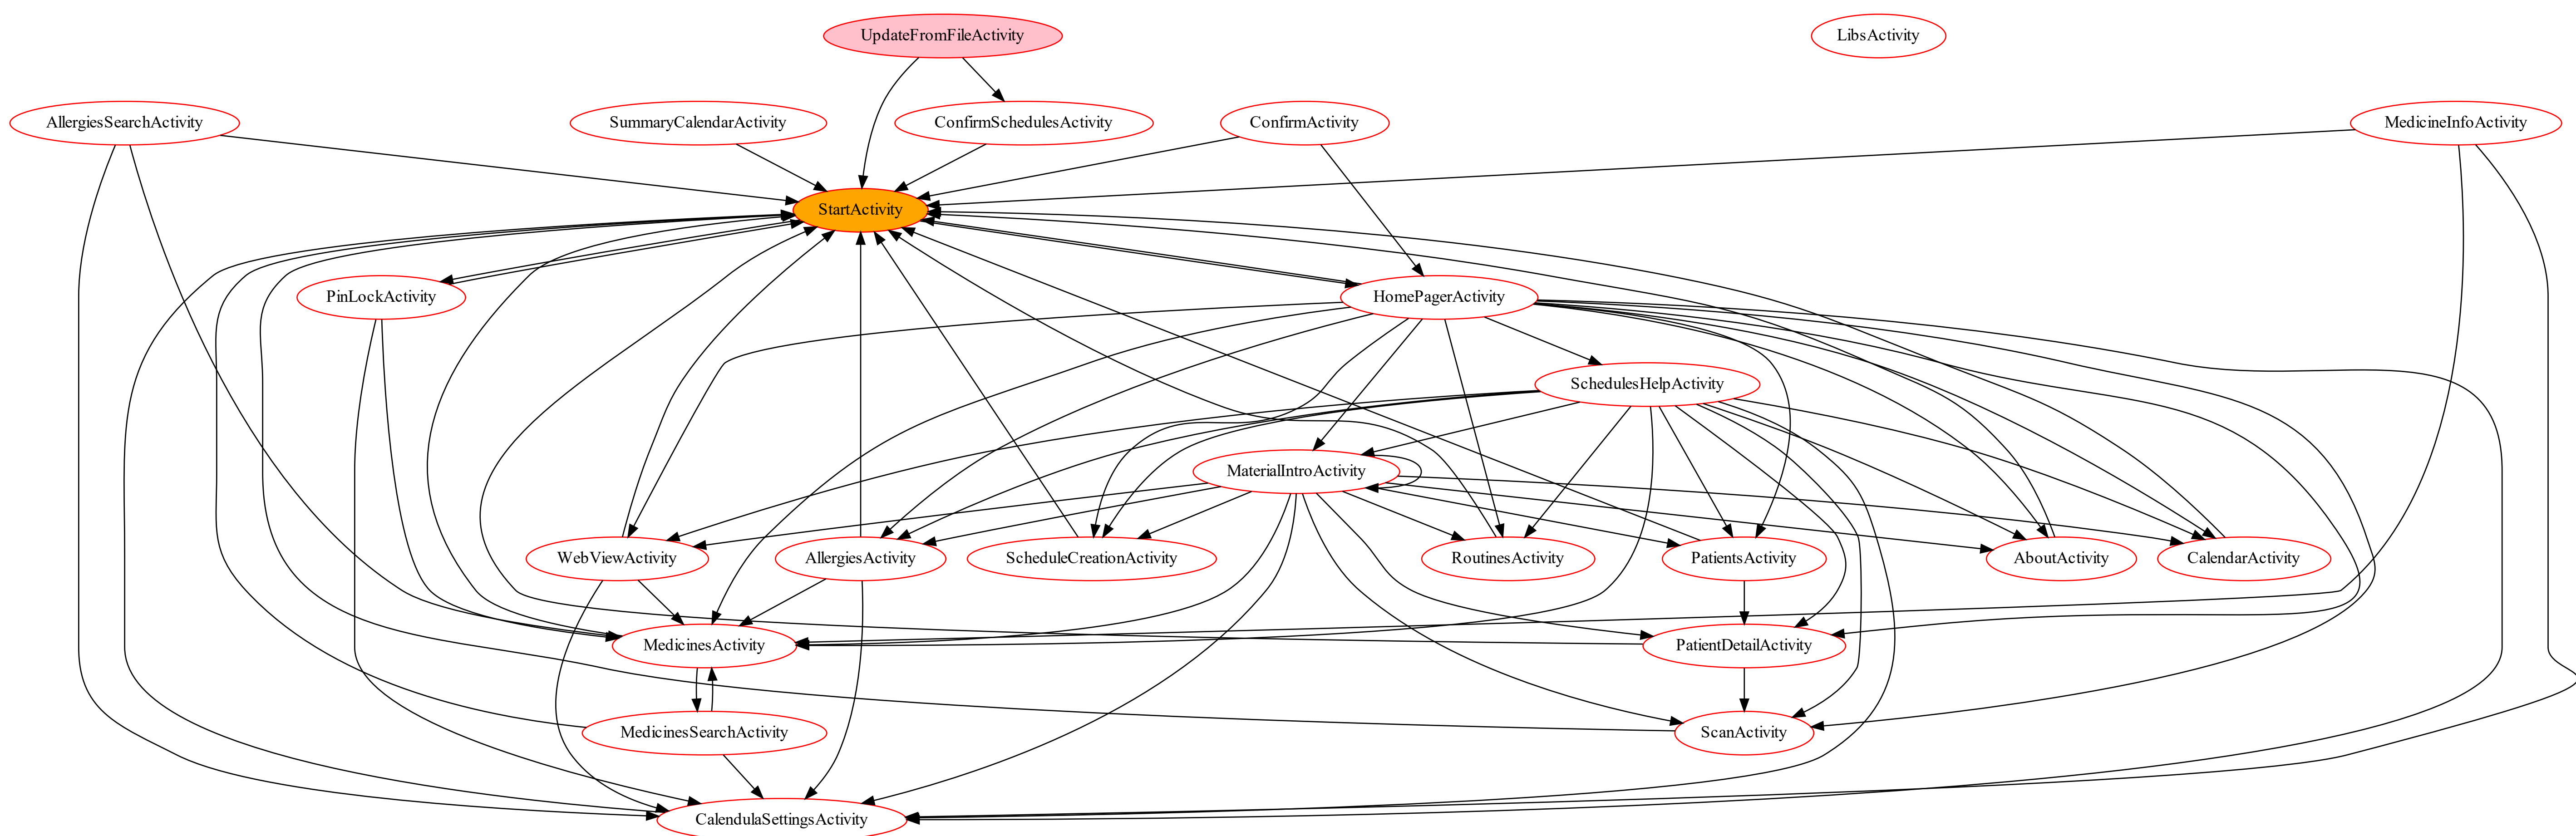 UpdateFromFileActivity
LibsActivity
AllergiesSearchActivity
SummaryCalendarActivity
ConfirmSchedulesActivity
ConfirmActivity
MedicineInfoActivity
StartActivity
PinLockActivity
HomePagerActivity
SchedulesHelpActivity
MaterialIntroActivity
WebViewActivity
AllergiesActivity
ScheduleCreationActivity
RoutinesActivity
PatientsActivity
AboutActivity
CalendarActivity
MedicinesActivity
PatientDetailActivity
MedicinesSearchActivity
ScanActivity
CalendulaSettingsActivity